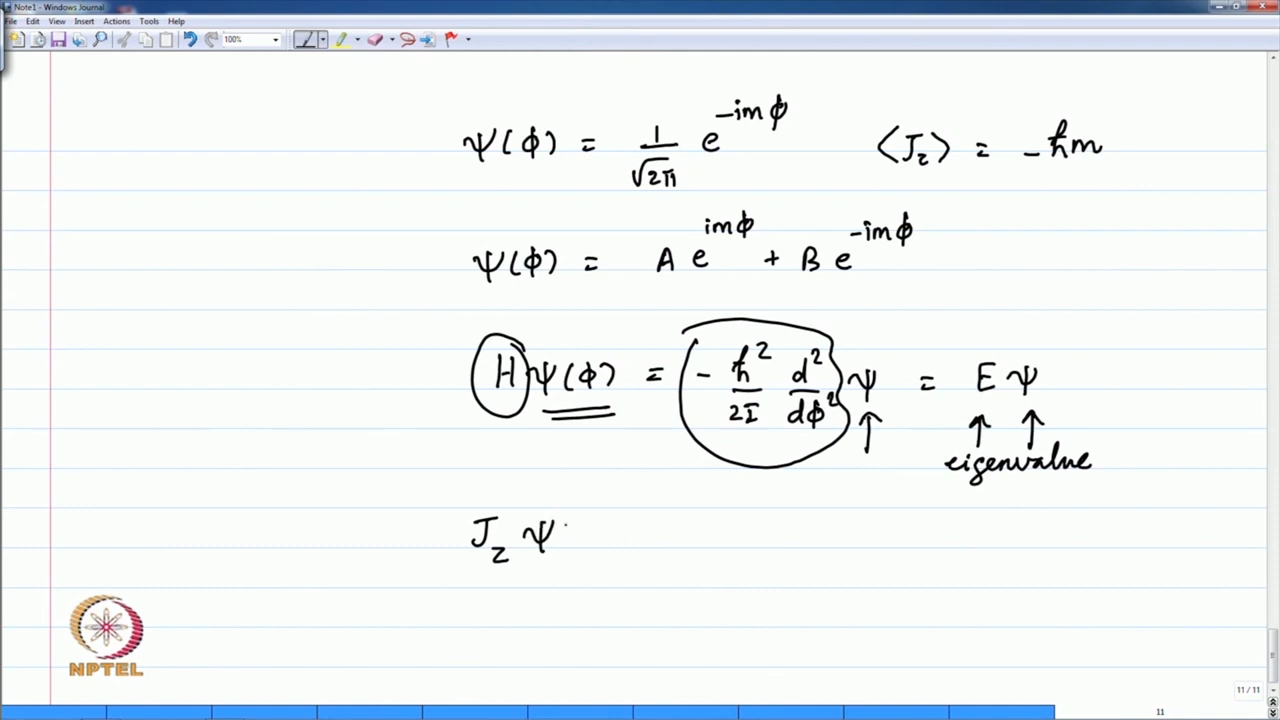 Note1 - Windows Journal
File Edit View Insert Actions Tools Help
100%
ψ(ϕ) = 1/√2π e^-imϕ ⟨J_z⟩ = -ℏm
ψ(ϕ) = A e^imϕ + B e^-imϕ
H ψ(ϕ) = - ℏ²/2I d²/dϕ² ψ = E ψ
↑ ↑ ↑
eigenvalue
J_z ψ
NPTEL
11 / 11
11